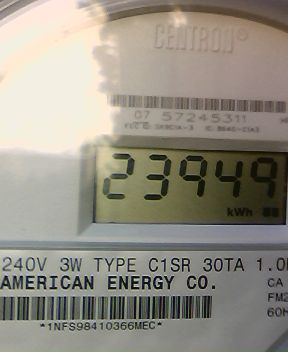 CENTRON®
07 57245311
23949
kWh
240V 3W TYPE C1SR 30TA 1.0
AMERICAN ENERGY CO.
CA
FM2
60H
*1NFS98410366MEC*